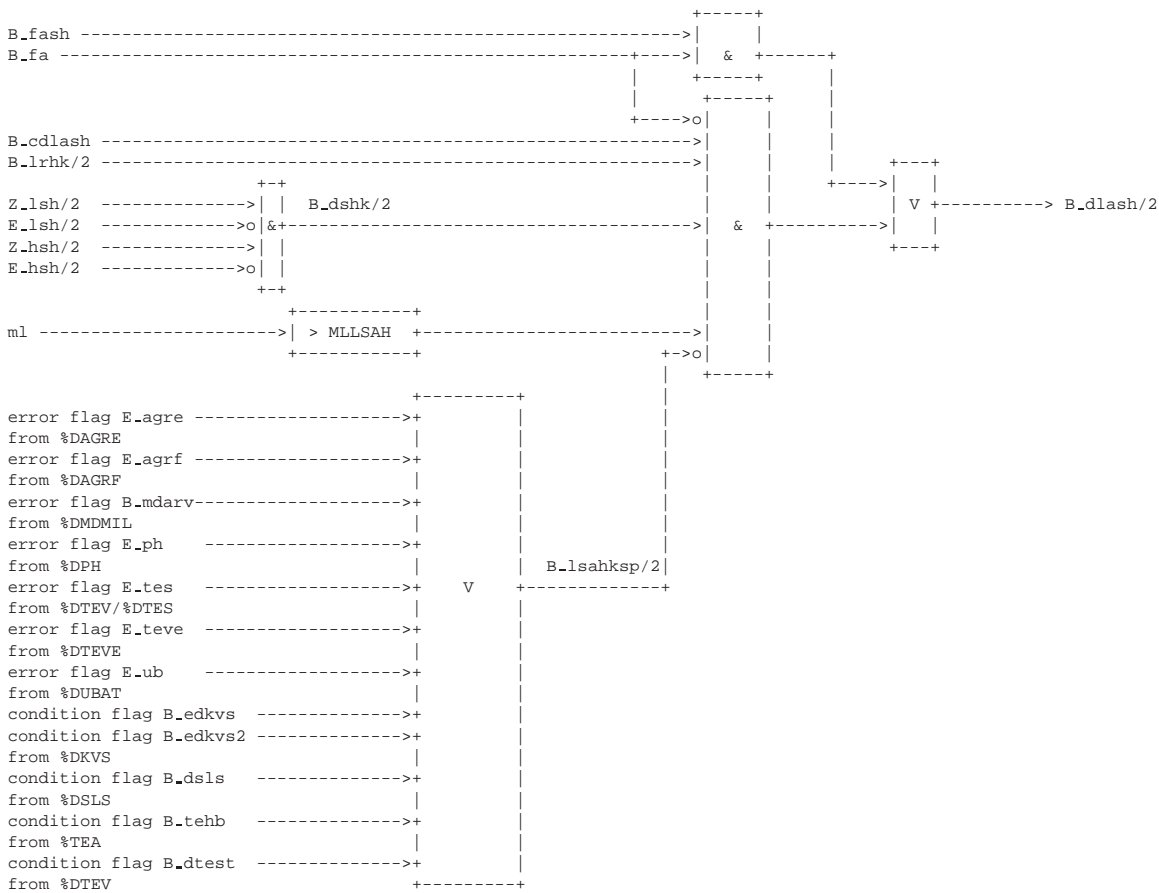 B_fash
B_fa
&
B_cdlash
B_lrhk/2
Z_lsh/2 B_dshk/2 V B_dlash/2
E_lsh/2 & &
Z_hsh/2
E_hsh/2
ml > MLLSAH
error flag E_agre
from %DAGRE
error flag E_agrf
from %DAGRF
error flag B_mdarv
from %DMDMIL
error flag E_ph
from %DPH B_lsahksp/2
error flag E_tes V
from %DTEV/%DTES
error flag E_teve
from %DTEVE
error flag E_ub
from %DUBAT
condition flag B_edkvs
condition flag B_edkvs2
from %DKVS
condition flag B_dsls
from %DSLS
condition flag B_tehb
from %TEA
condition flag B_dtest
from %DTEV